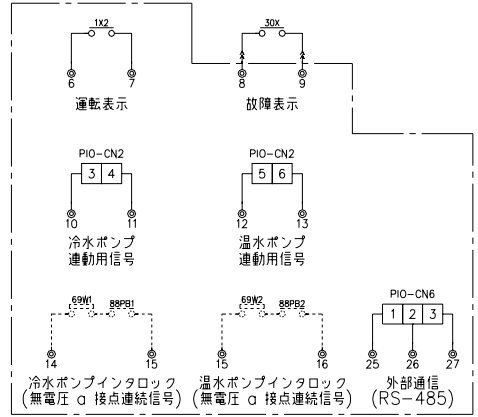 1X2
30X
6 7
8 9
運転表示
故障表示
PIO-CN2
PIO-CN2
3 4
5 6
10 11
12 13
冷水ポンプ
連動用信号
温水ポンプ
連動用信号
69W1 88PB1
69W2 88PB2
PIO-CN6
1 2 3
14 15
15 16
25 26 27
冷水ポンプインタロック
(無電圧 a 接点連続信号)
温水ポンプインタロック
(無電圧 a 接点連続信号)
外部通信
(RS-485)